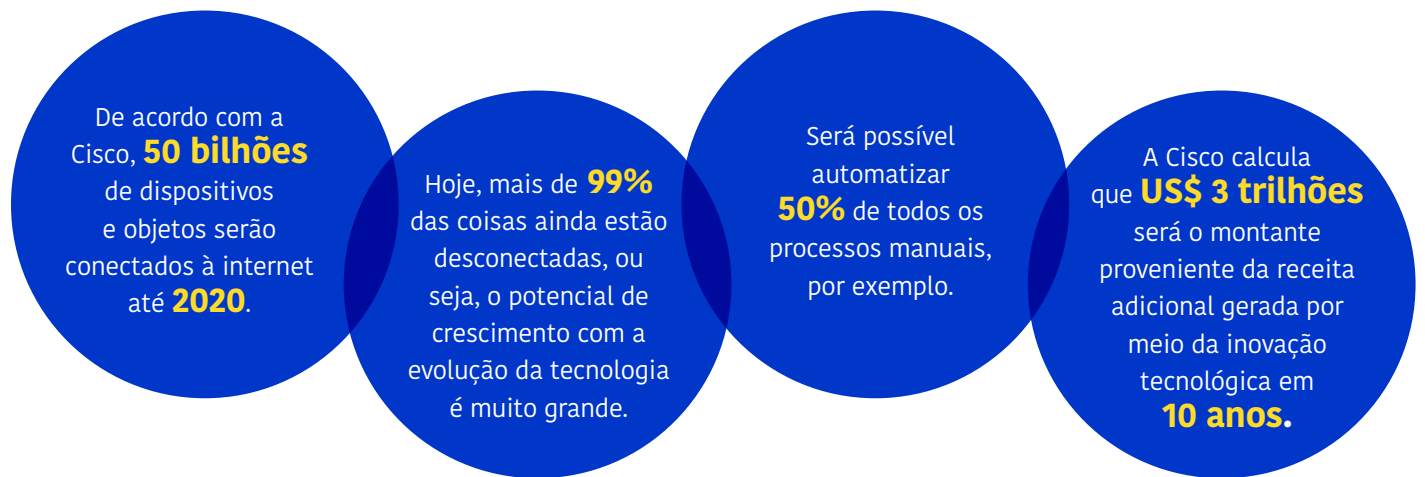 De acordo com a
Cisco, 50 bilhões
de dispositivos
e objetos serão
conectados à internet
até 2020.
Hoje, mais de 99%
das coisas ainda estão
desconectadas, ou
seja, o potencial de
crescimento com a
evolução da tecnologia
é muito grande.
Será possível
automatizar
50% de todos os
processos manuais,
por exemplo.
A Cisco calcula
que US$ 3 trilhões
será o montante
proveniente da receita
adicional gerada por
meio da inovação
tecnológica em
10 anos.